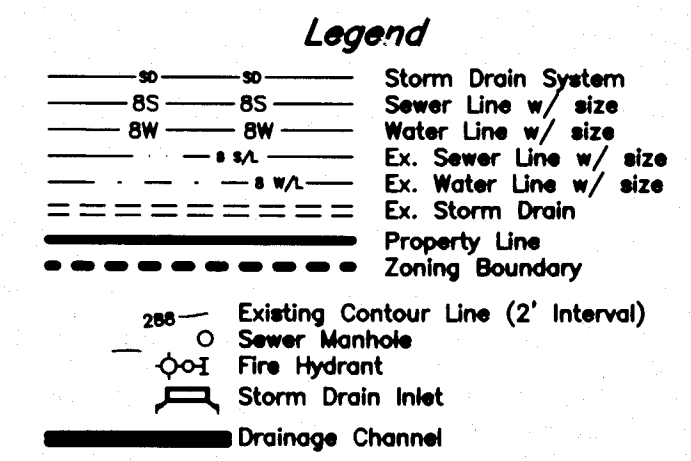 Legend
SD SD Storm Drain System
8S 8S Sewer Line w/ size
8W 8W Water Line w/ size
8 S/L Ex. Sewer Line w/ size
8 W/L Ex. Water Line w/ size
Ex. Storm Drain
Property Line
Zoning Boundary
288 Existing Contour Line (2' Interval)
Sewer Manhole
Fire Hydrant
Storm Drain Inlet
Drainage Channel